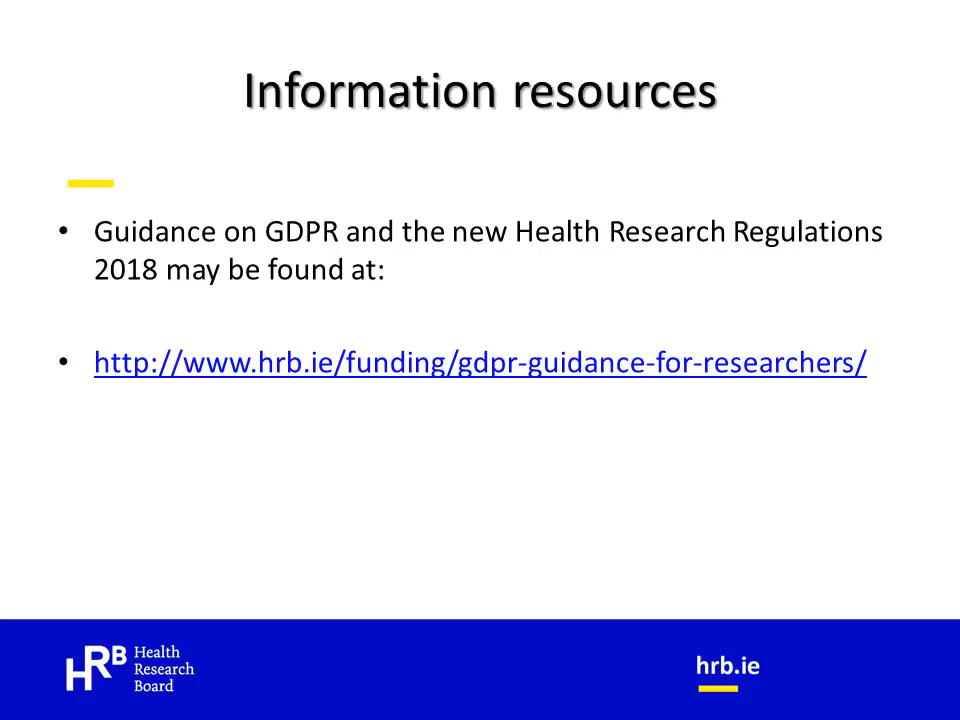 Information resources
• Guidance on GDPR and the new Health Research Regulations
2018 may be found at:
• http://www.hrb.ie/funding/gdpr-guidance-for-researchers/
HRB
Health
Research
Board
hrb.ie